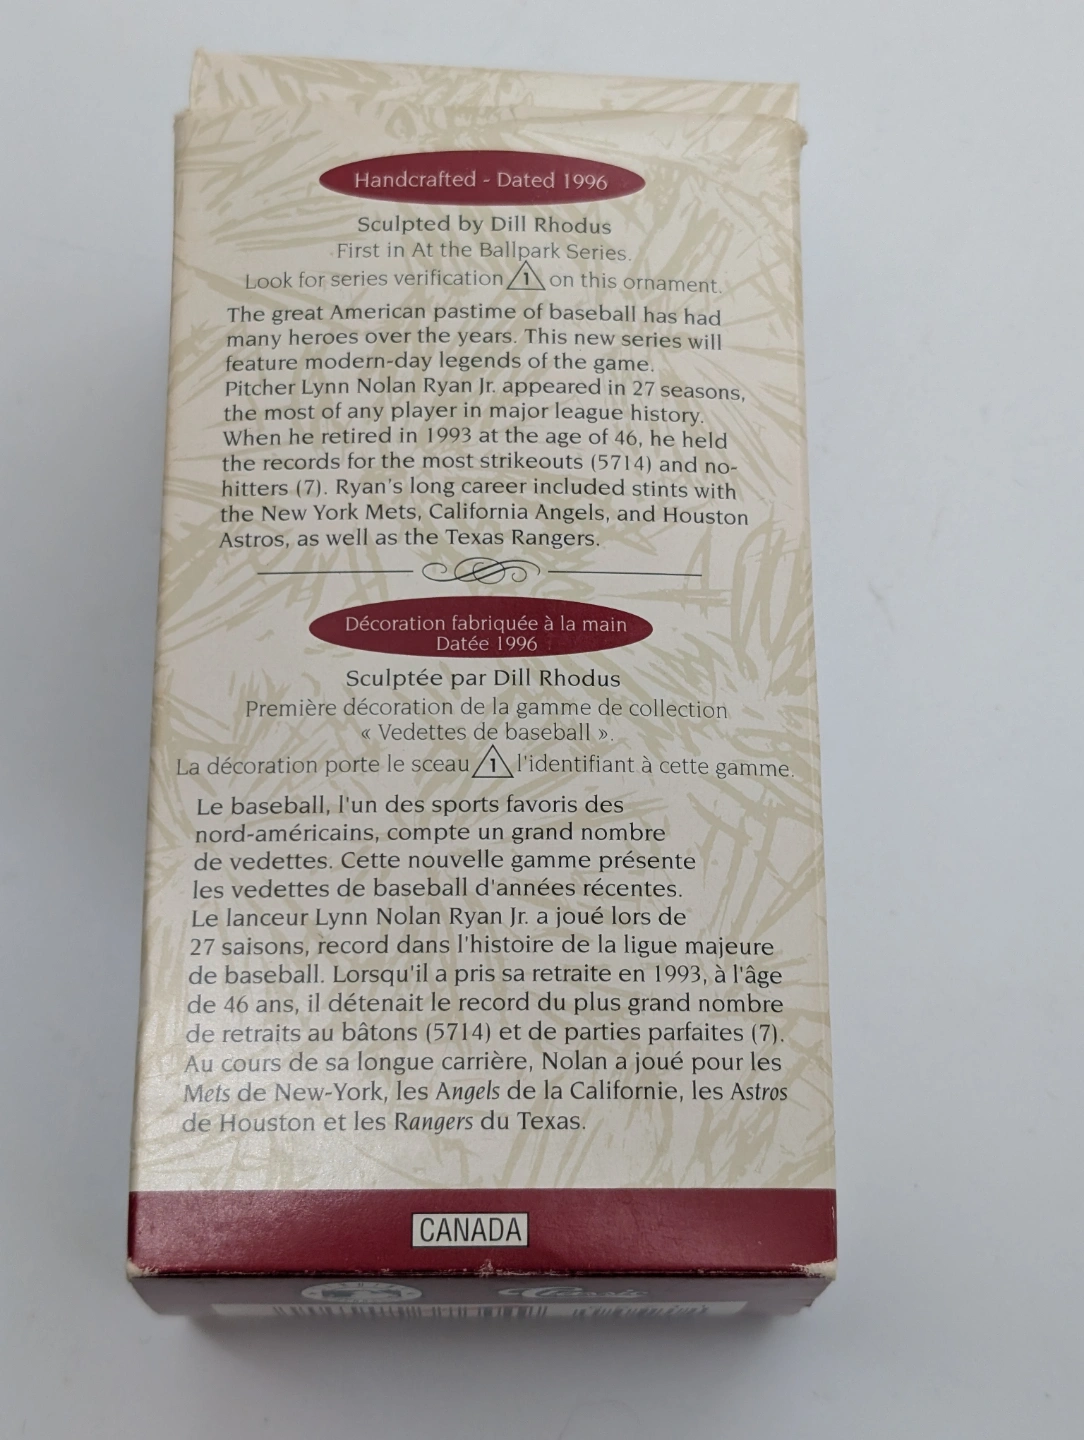 Handcrafted - Dated 1996
Sculpted by Dill Rhodus
First in At the Ballpark Series.
Look for series verification 1 on this ornament.
The great American pastime of baseball has had
many heroes over the years. This new series will
feature modern-day legends of the game.
Pitcher Lynn Nolan Ryan Jr. appeared in 27 seasons,
the most of any player in major league history.
When he retired in 1993 at the age of 46, he held
the records for the most strikeouts (5714) and no-
hitters (7). Ryan's long career included stints with
the New York Mets, California Angels, and Houston
Astros, as well as the Texas Rangers.
Décoration fabriquée à la main
Datée 1996
Sculptée par Dill Rhodus
Première décoration de la gamme de collection
« Vedettes de baseball ».
La décoration porte le sceau 1 l'identifiant à cette gamme.
Le baseball, l'un des sports favoris des
nord-américains, compte un grand nombre
de vedettes. Cette nouvelle gamme présente
les vedettes de baseball d'années récentes.
Le lanceur Lynn Nolan Ryan Jr. a joué lors de
27 saisons, record dans l'histoire de la ligue majeure
de baseball. Lorsqu'il a pris sa retraite en 1993, à l'âge
de 46 ans, il détenait le record du plus grand nombre
de retraits au bâtons (5714) et de parties parfaites (7).
Au cours de sa longue carrière, Nolan a joué pour les
Mets de New-York, les Angels de la Californie, les Astros
de Houston et les Rangers du Texas.
CANADA